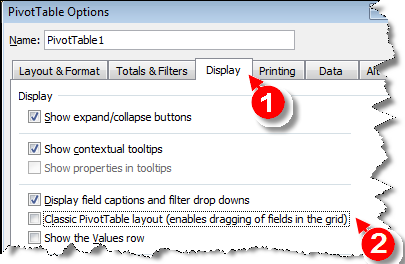 PivotTable Options
Name: PivotTable1
Layout & Format Totals & Filters Display Printing Data Alt
1
Display
Show expand/collapse buttons
Show contextual tooltips
Show properties in tooltips
Display field captions and filter drop downs
Classic PivotTable layout (enables dragging of fields in the grid)
2
Show the Values row